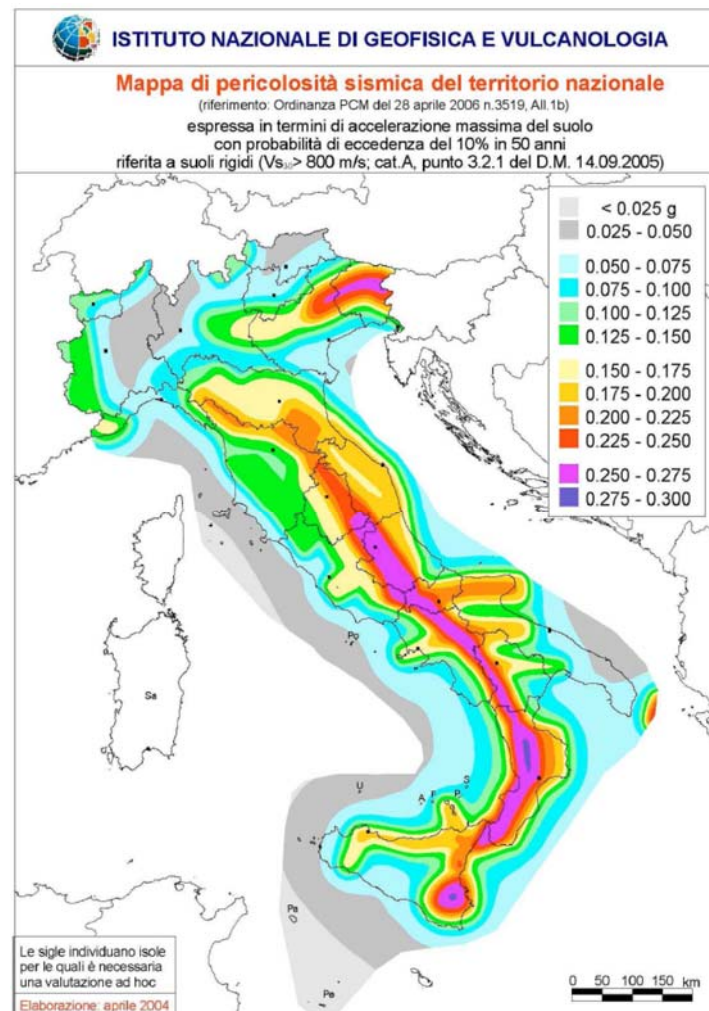 ISTITUTO NAZIONALE DI GEOFISICA E VULCANOLOGIA
Mappa di pericolosità sismica del territorio nazionale
(riferimento: Ordinanza PCM del 28 aprile 2006 n.3519, All.1b)
espressa in termini di accelerazione massima del suolo
con probabilità di eccedenza del 10% in 50 anni
riferita a suoli rigidi (Vs₃₀> 800 m/s; cat.A, punto 3.2.1 del D.M. 14.09.2005)
< 0.025 g
0.025 - 0.050
0.050 - 0.075
0.075 - 0.100
0.100 - 0.125
0.125 - 0.150
0.150 - 0.175
0.175 - 0.200
0.200 - 0.225
0.225 - 0.250
0.250 - 0.275
0.275 - 0.300
Po
Sa
U
A
F
P
S
Pa
Pe
Le sigle individuano isole
per le quali è necessaria
una valutazione ad hoc
Elaborazione: aprile 2004
0 50 100 150 km